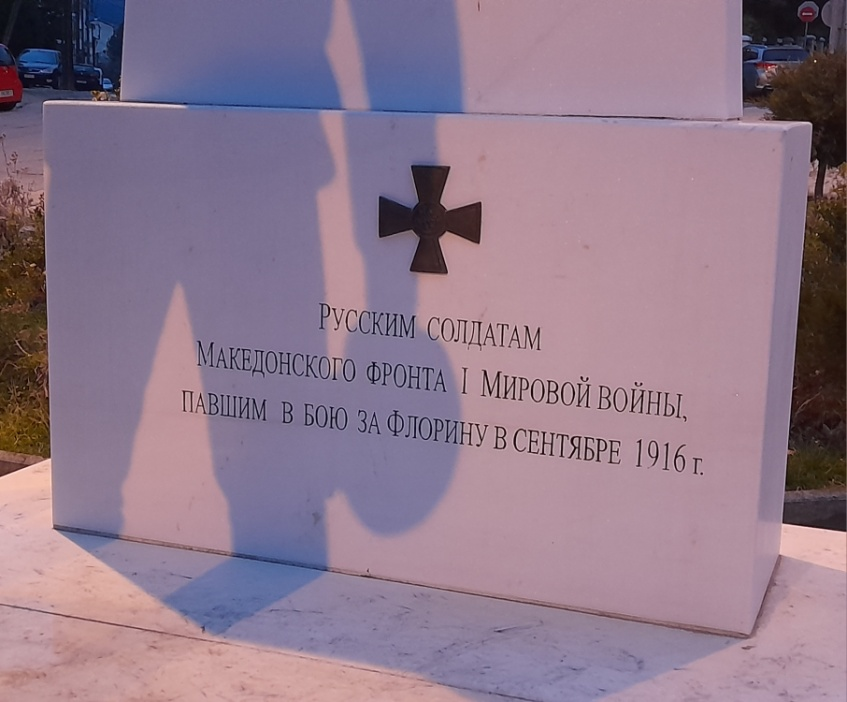 Русским солдатам
Македонского фронта I Мировой войны,
павшим в бою за Флорину в сентябре 1916 г.